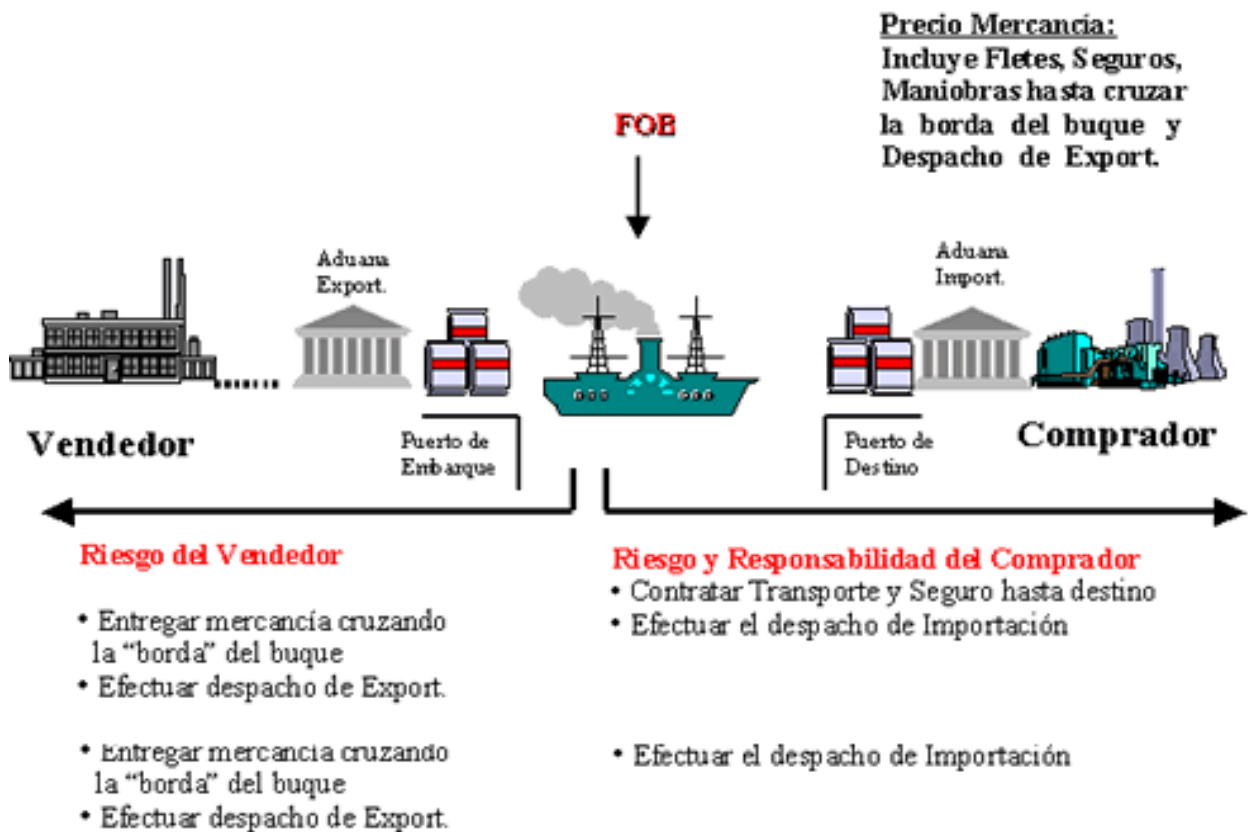 Precio Mercancía:
Incluye Fletes, Seguros,
Maniobras hasta cruzar
la borda del buque y
Despacho de Export.
FOB
Aduana
Export.
Aduana
Import.
Vendedor
Puerto de
Embarque
Puerto de
Destino
Comprador
Riesgo del Vendedor
• Entregar mercancía cruzando
la “borda” del buque
• Efectuar despacho de Export.
• Entregar mercancía cruzando
la “borda” del buque
• Efectuar despacho de Export.
Riesgo y Responsabilidad del Comprador
• Contratar Transporte y Seguro hasta destino
• Efectuar el despacho de Importación
• Efectuar el despacho de Importación